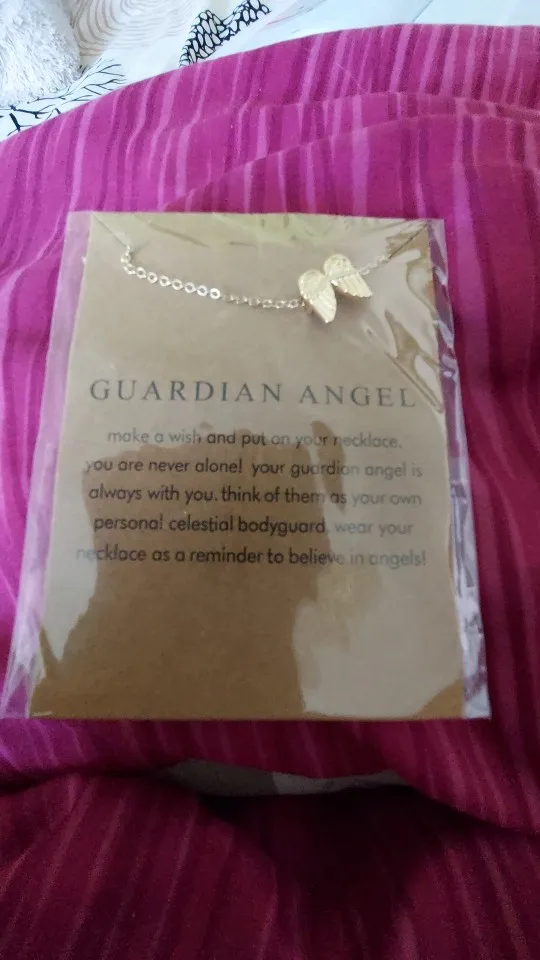 GUARDIAN ANGEL
make a wish and put on your necklace.
you are never alone! your guardian angel is
always with you. think of them as your own
personal celestial bodyguard. wear your
necklace as a reminder to believe in angels!